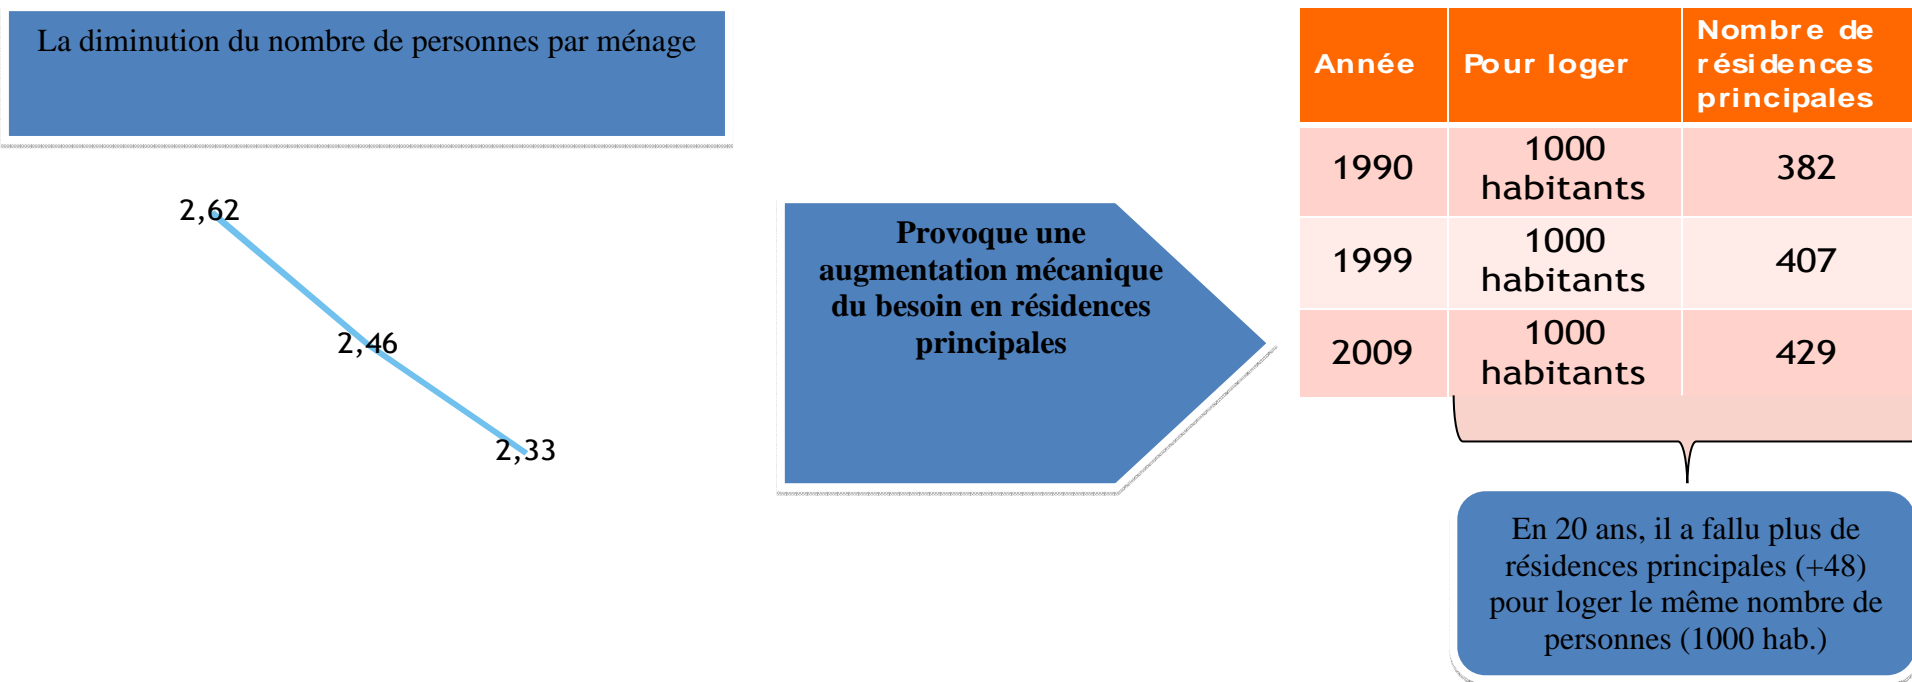 La diminution du nombre de personnes par ménage
2,62
2,46
2,33
Provoque une
augmentation mécanique
du besoin en résidences
principales
Année
Pour loger
Nombre de
résidences
principales
1990
1000
habitants
382
1999
1000
habitants
407
2009
1000
habitants
429
En 20 ans, il a fallu plus de
résidences principales (+48)
pour loger le même nombre de
personnes (1000 hab.)